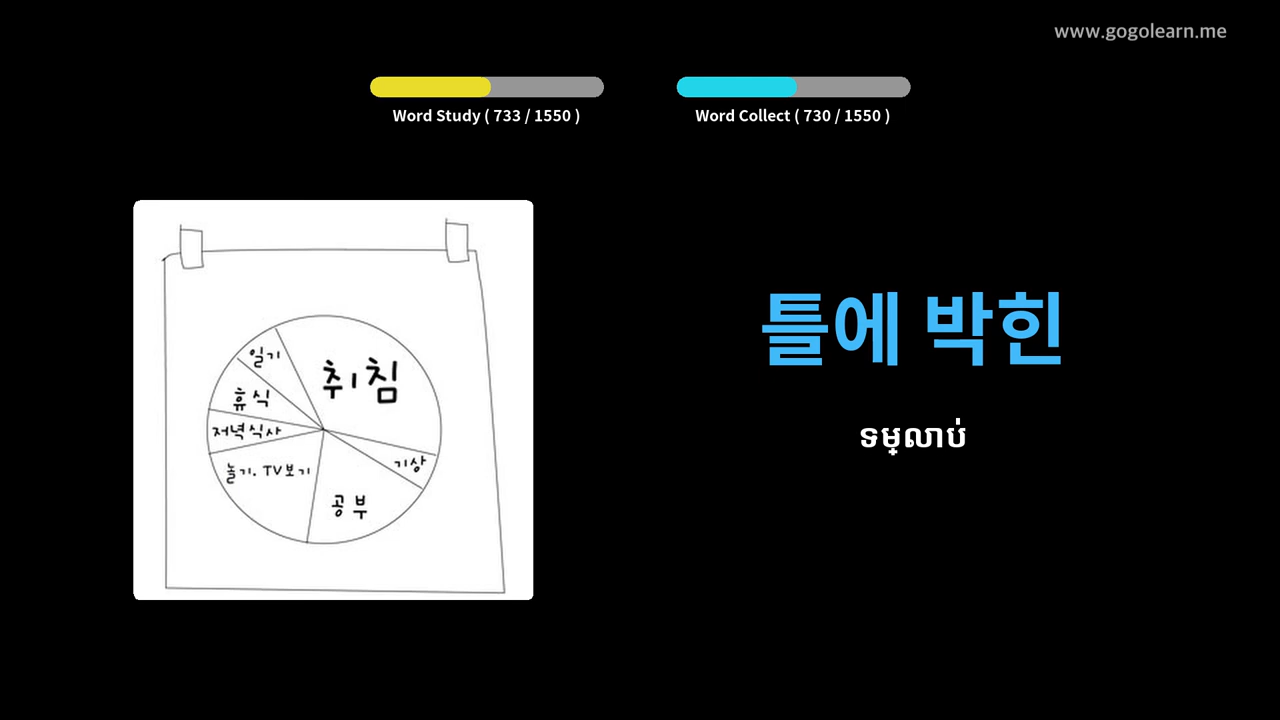 www.gogolearn.me
Word Study ( 733 / 1550 )
Word Collect ( 730 / 1550 )
일기
취침
휴식
저녁식사
놀기. TV보기
기상
공부
틀에 박힌
ទម្លាប់